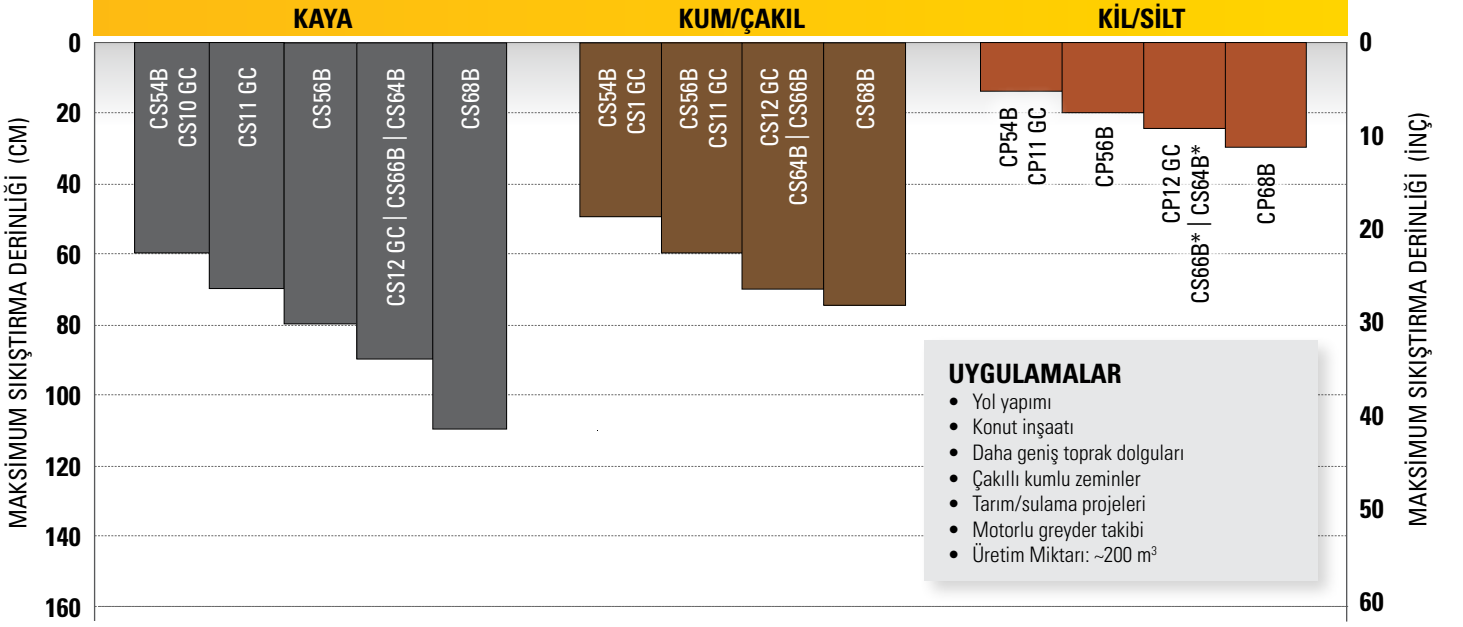 KAYA
KUM/ÇAKIL
KİL/SİLT
MAKSİMUM SIKIŞTIRMA DERİNLİĞİ (CM)
0
20
40
60
80
100
120
140
160
CS54B
CS10 GC
CS11 GC
CS56B
CS12 GC | CS66B | CS64B
CS68B
CS54B
CS1 GC
CS56B
CS11 GC
CS12 GC
CS64B | CS66B
CS68B
CP54B
CP11 GC
CP56B
CP12 GC
CS66B* | CS64B*
CP68B
UYGULAMALAR
• Yol yapımı
• Konut inşaatı
• Daha geniş toprak dolguları
• Çakıllı kumlu zeminler
• Tarım/sulama projeleri
• Motorlu greyder takibi
• Üretim Miktarı: ~200 m³
0
10
20
30
40
50
60
MAKSİMUM SIKIŞTIRMA DERİNLİĞİ (İNÇ)